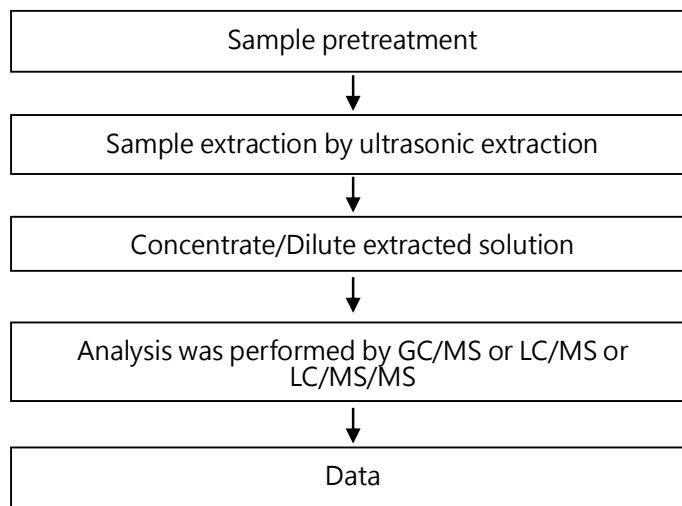 Sample pretreatment
Sample extraction by ultrasonic extraction
Concentrate/Dilute extracted solution
Analysis was performed by GC/MS or LC/MS or
LC/MS/MS
Data